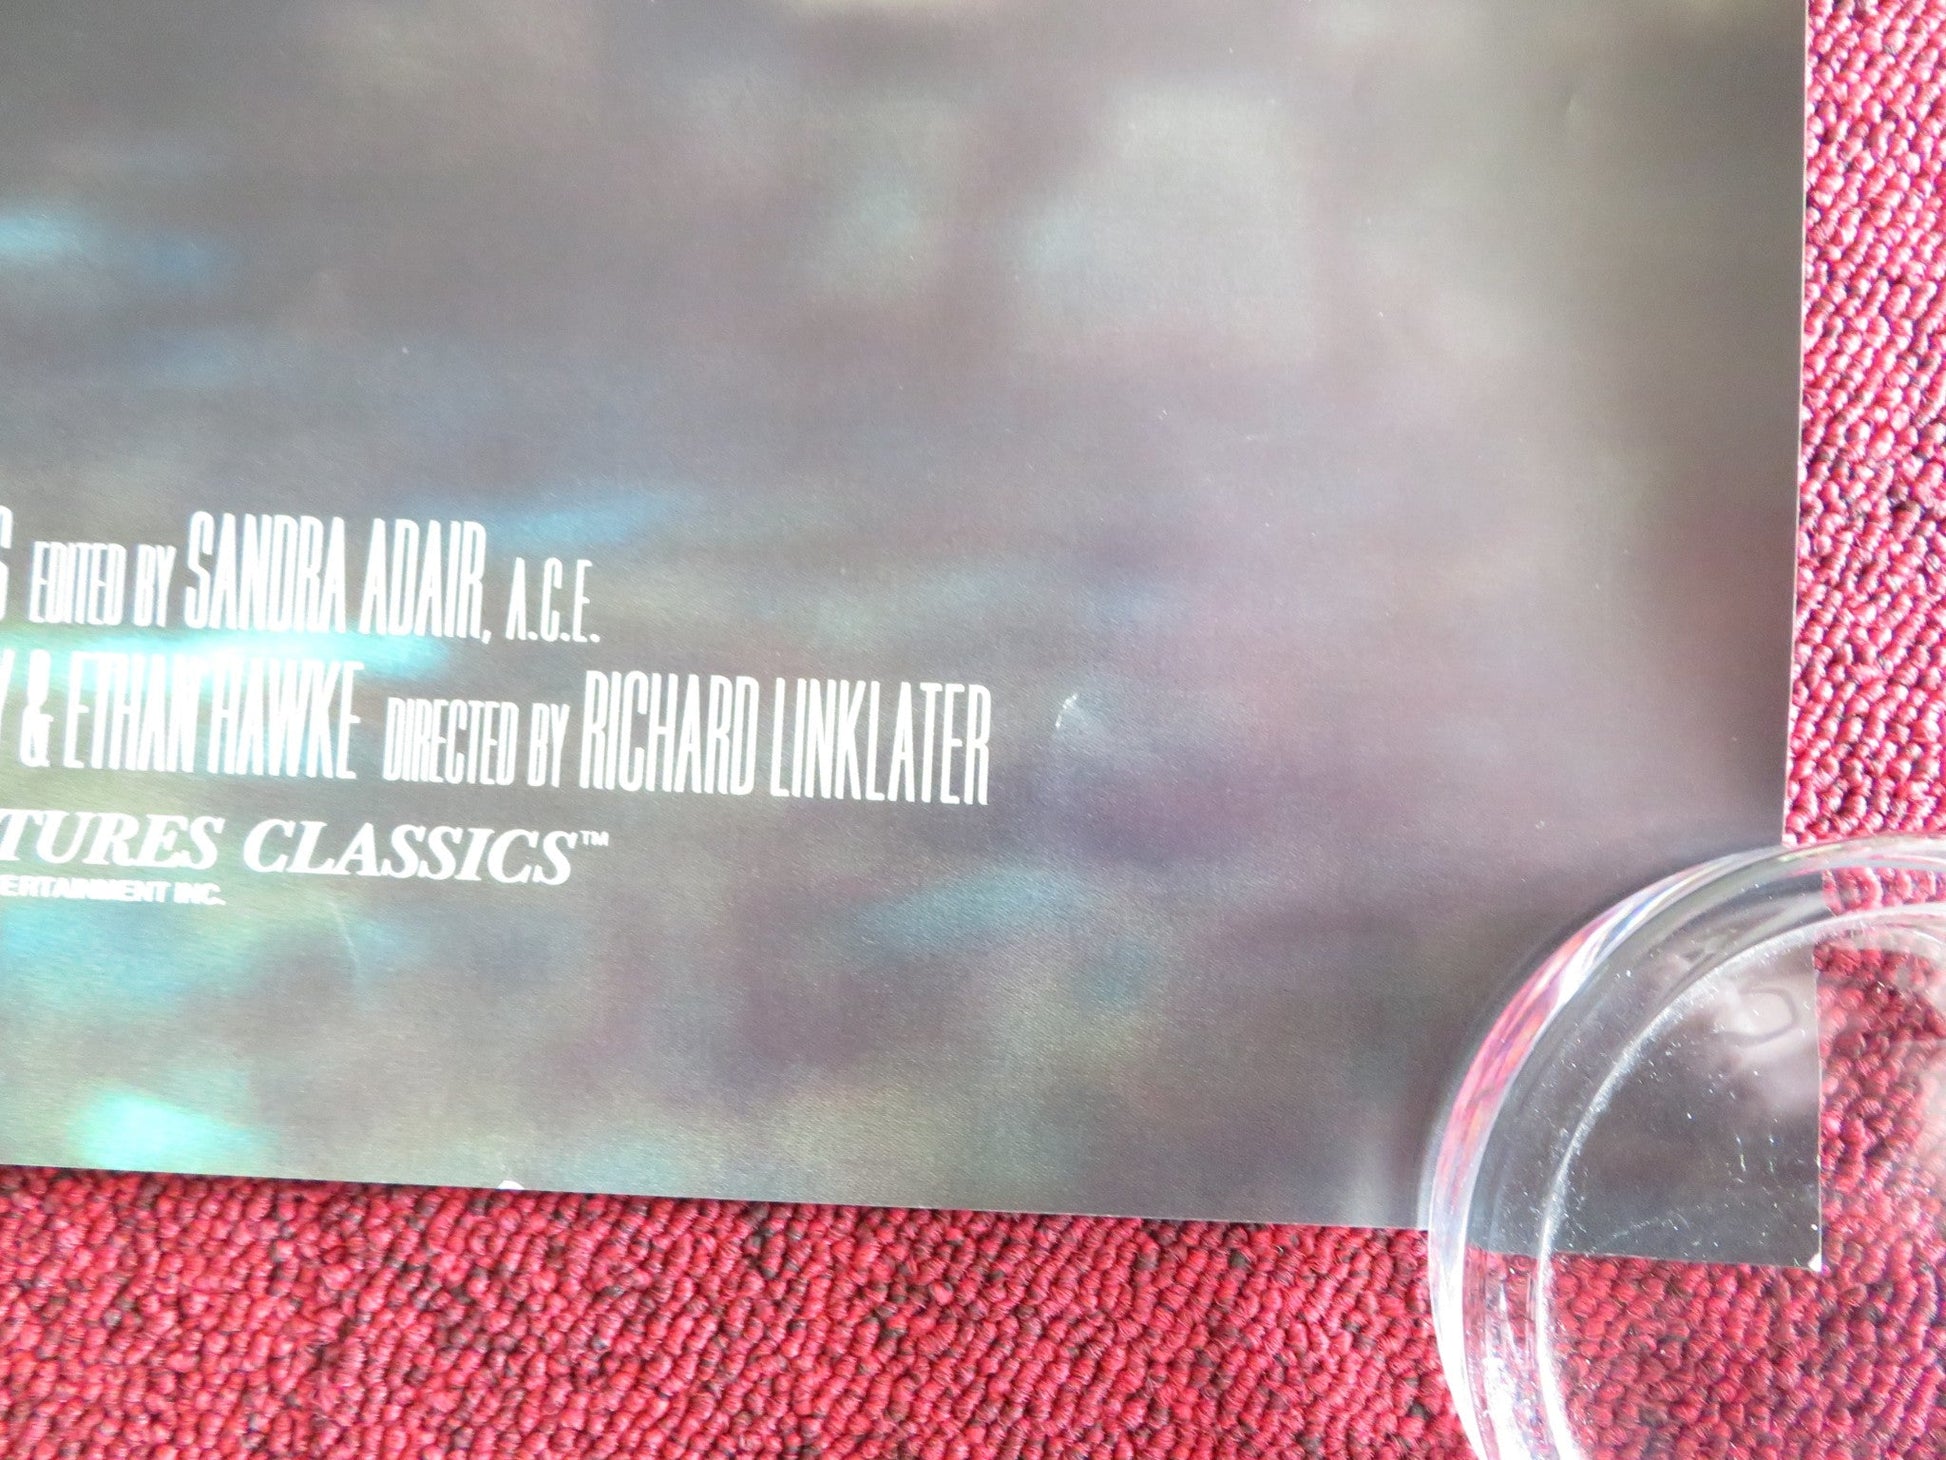 S EDITED BY SANDRA ADAIR, A.C.E.
Y & ETHAN HAWKE DIRECTED BY RICHARD LINKLATER
TURES CLASSICS™
ERTAINMENT INC.